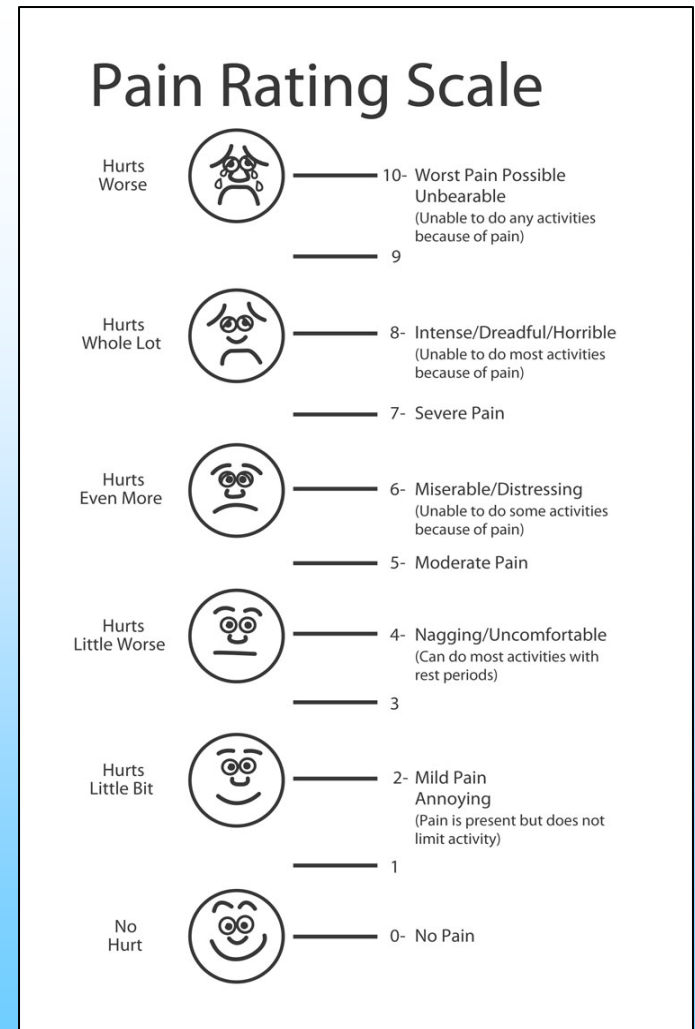 Pain Rating Scale
Hurts
Worse
10- Worst Pain Possible
Unbearable
(Unable to do any activities
because of pain)
9
Hurts
Whole Lot
8- Intense/Dreadful/Horrible
(Unable to do most activities
because of pain)
7- Severe Pain
Hurts
Even More
6- Miserable/Distressing
(Unable to do some activities
because of pain)
5- Moderate Pain
Hurts
Little Worse
4- Nagging/Uncomfortable
(Can do most activities with
rest periods)
3
Hurts
Little Bit
2- Mild Pain
Annoying
(Pain is present but does not
limit activity)
1
No
Hurt
0- No Pain